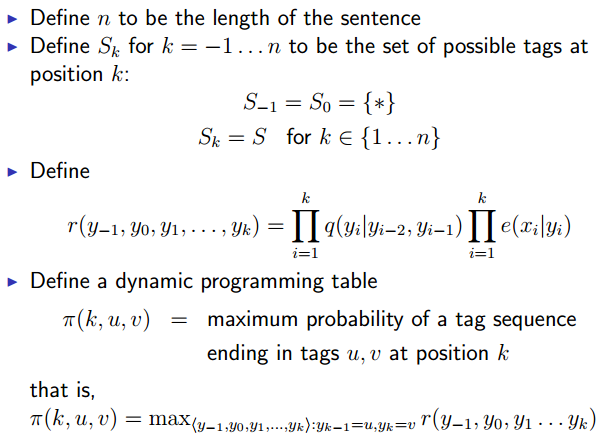 ▶ Define n to be the length of the sentence
▶ Define S_k for k = −1 . . . n to be the set of possible tags at
position k:
S_{−1} = S_0 = {∗}
S_k = S for k ∈ {1 . . . n}
▶ Define
r(y_{−1}, y_0, y_1, . . . , y_k) = ∏_{i=1}^{k} q(y_i|y_{i−2}, y_{i−1}) ∏_{i=1}^{k} e(x_i|y_i)
▶ Define a dynamic programming table
π(k, u, v) = maximum probability of a tag sequence
ending in tags u, v at position k
that is,
π(k, u, v) = max_{⟨y_{−1},y_0,y_1,...,y_k⟩:y_{k−1}=u,y_k=v} r(y_{−1}, y_0, y_1 . . . y_k)